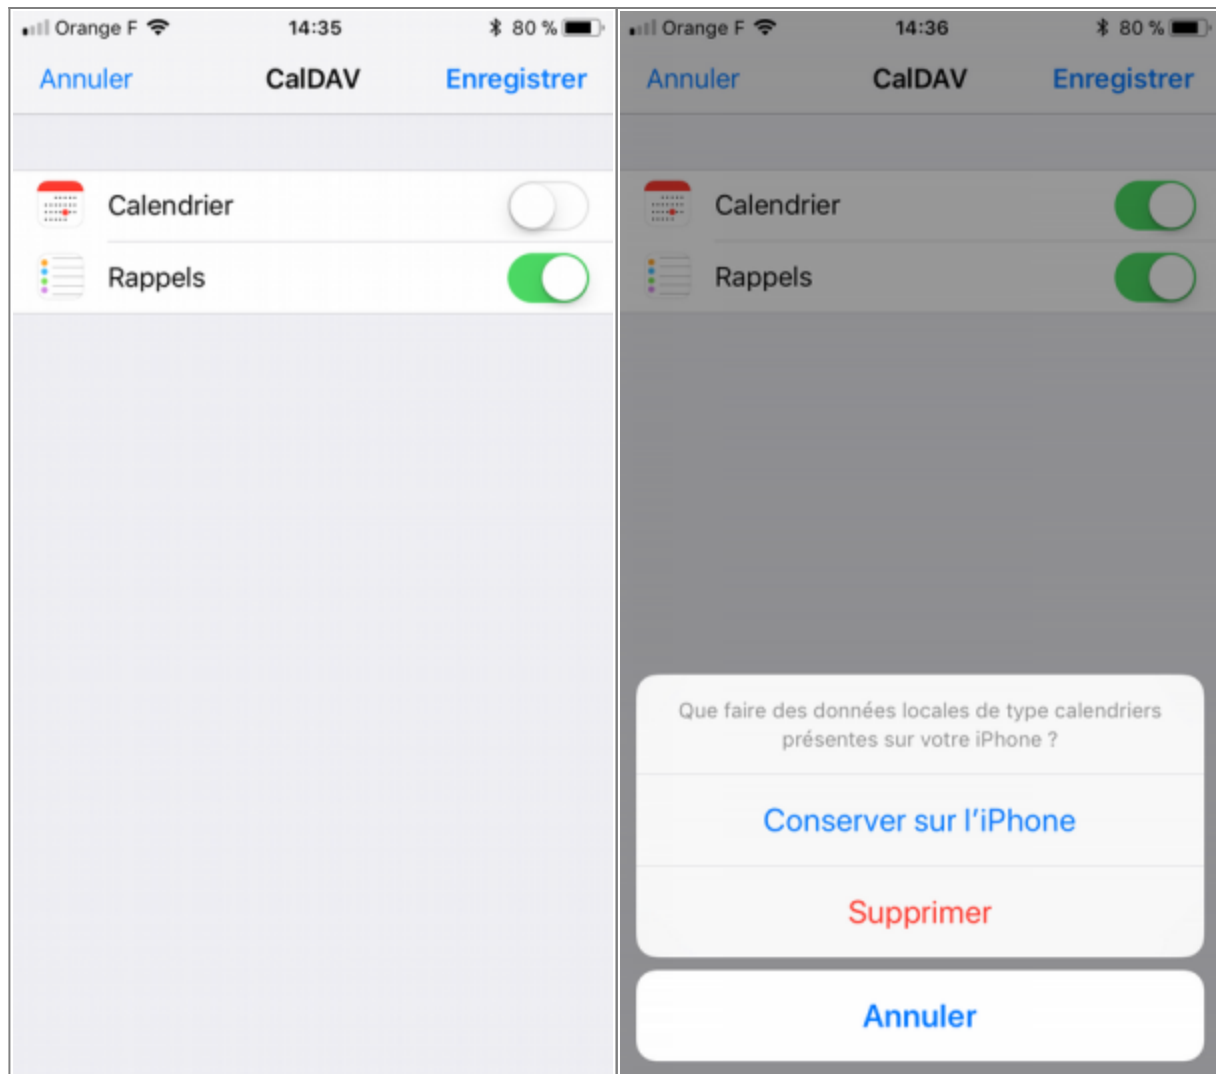 Orange F 14:35 80 %
Annuler CalDAV Enregistrer
Calendrier
Rappels
Orange F 14:36 80 %
Annuler CalDAV Enregistrer
Calendrier
Rappels
Que faire des données locales de type calendriers
présentes sur votre iPhone ?
Conserver sur l’iPhone
Supprimer
Annuler